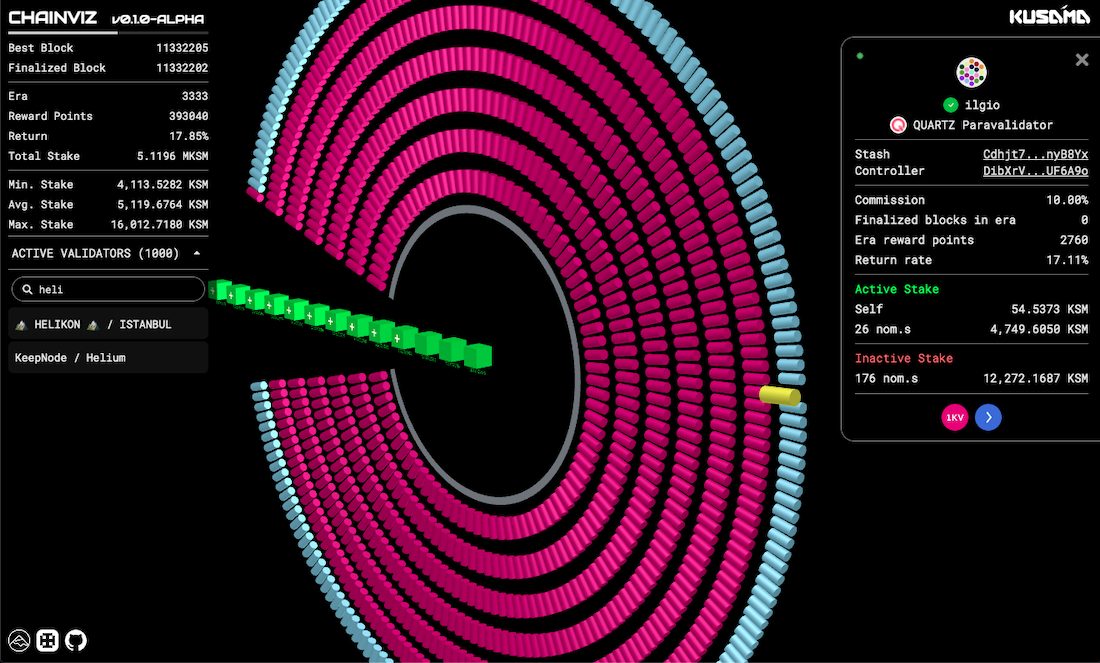 CHAINVIZ v0.1.0-ALPHA
Best Block 11332205
Finalized Block 11332202
Era 3333
Reward Points 393040
Return 17.85%
Total Stake 5.1196 MKSM
Min. Stake 4,113.5282 KSM
Avg. Stake 5,119.6764 KSM
Max. Stake 16,012.7180 KSM
ACTIVE VALIDATORS (1000)
heli
HELIKON / ISTANBUL
KeepNode / Helium
KUSAMA
ilgio
QUARTZ Paravalidator
Stash Cdhjt7...nyB8Yx
Controller DibXrV...UF6A9o
Commission 10.00%
Finalized blocks in era 0
Era reward points 2760
Return rate 17.11%
Active Stake
Self 54.5373 KSM
26 nom.s 4,749.6050 KSM
Inactive Stake
176 nom.s 12,272.1687 KSM
1KV